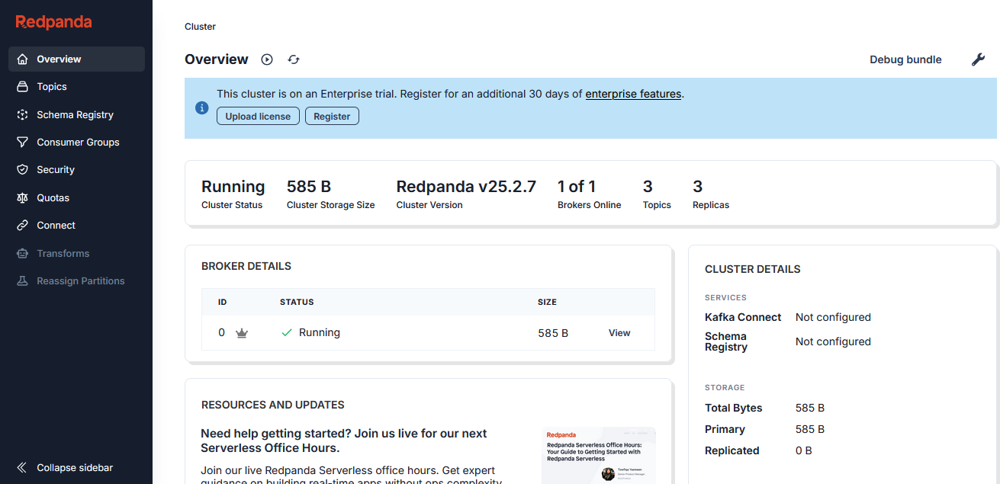 Redpanda
Overview
Topics
Schema Registry
Consumer Groups
Security
Quotas
Connect
Transforms
Reassign Partitions
Collapse sidebar
Cluster
Overview
Debug bundle
This cluster is on an Enterprise trial. Register for an additional 30 days of enterprise features.
Upload license Register
Running 585 B Redpanda v25.2.7 1 of 1 3 3
Cluster Status Cluster Storage Size Cluster Version Brokers Online Topics Replicas
BROKER DETAILS
ID STATUS SIZE
0 Running 585 B View
RESOURCES AND UPDATES
Need help getting started? Join us live for our next
Serverless Office Hours.
Join our live Redpanda Serverless office hours. Get expert
guidance on building real-time apps without ops complexity
Redpanda
Redpanda Serverless Office Hours:
Your Guide to Getting Started with
Redpanda Serverless
CLUSTER DETAILS
SERVICES
Kafka Connect Not configured
Schema
Registry Not configured
STORAGE
Total Bytes 585 B
Primary 585 B
Replicated 0 B